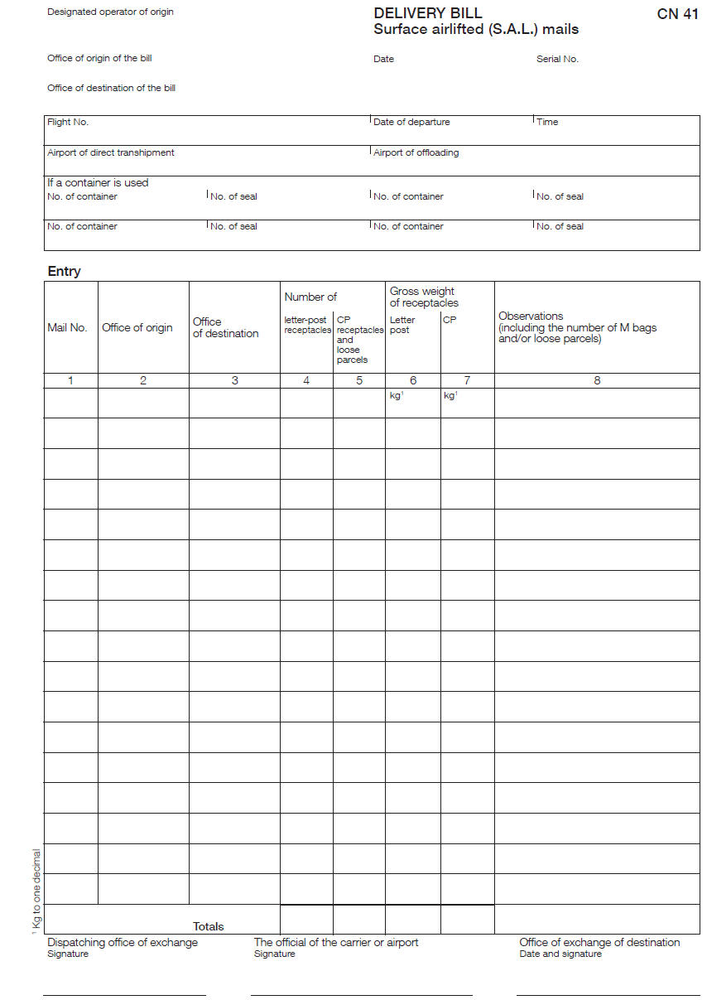 Designated operator of origin
DELIVERY BILL
Surface airlifted (S.A.L.) mails
CN 41
Office of origin of the bill
Date
Serial No.
Office of destination of the bill
Flight No.
Date of departure
Time
Airport of direct transhipment
Airport of offloading
If a container is used
No. of container
No. of seal
No. of container
No. of seal
No. of container
No. of seal
No. of container
No. of seal
Entry
Mail No.
Office of origin
Office
of destination
Number of
letter-post
receptacles
CP
receptacles
and
loose
parcels
Gross weight
of receptacles
Letter
post
CP
Observations
(including the number of M bags
and/or loose parcels)
1 2 3 4 5 6 7 8
kg¹ kg¹
Totals
¹ Kg to one decimal
Dispatching office of exchange
Signature
The official of the carrier or airport
Signature
Office of exchange of destination
Date and signature